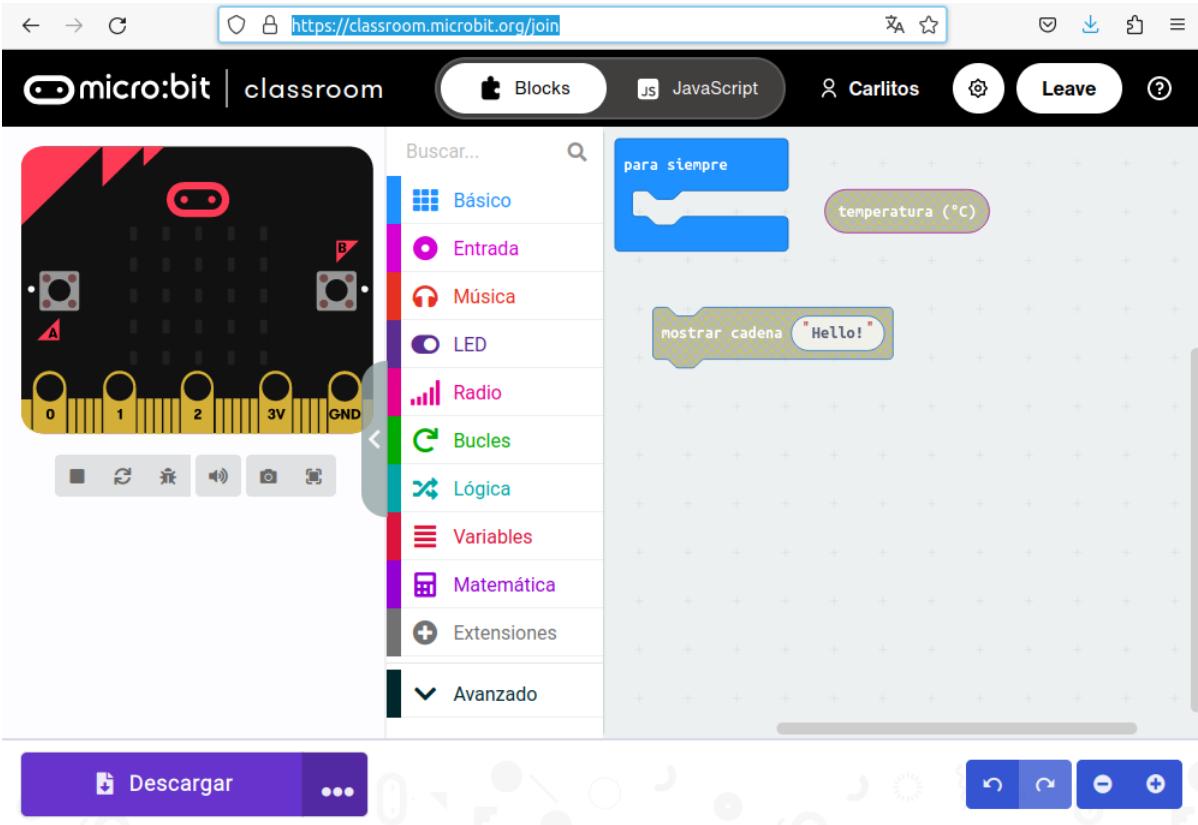 https://classroom.microbit.org/join
micro:bit classroom
Blocks
JS JavaScript
Carlitos
Leave
B
A
0 1 2 3V GND
Buscar...
Básico
Entrada
Música
LED
Radio
Bucles
Lógica
Variables
Matemática
Extensiones
Avanzado
para siempre
temperatura (°C)
mostrar cadena "Hello!"
Descargar